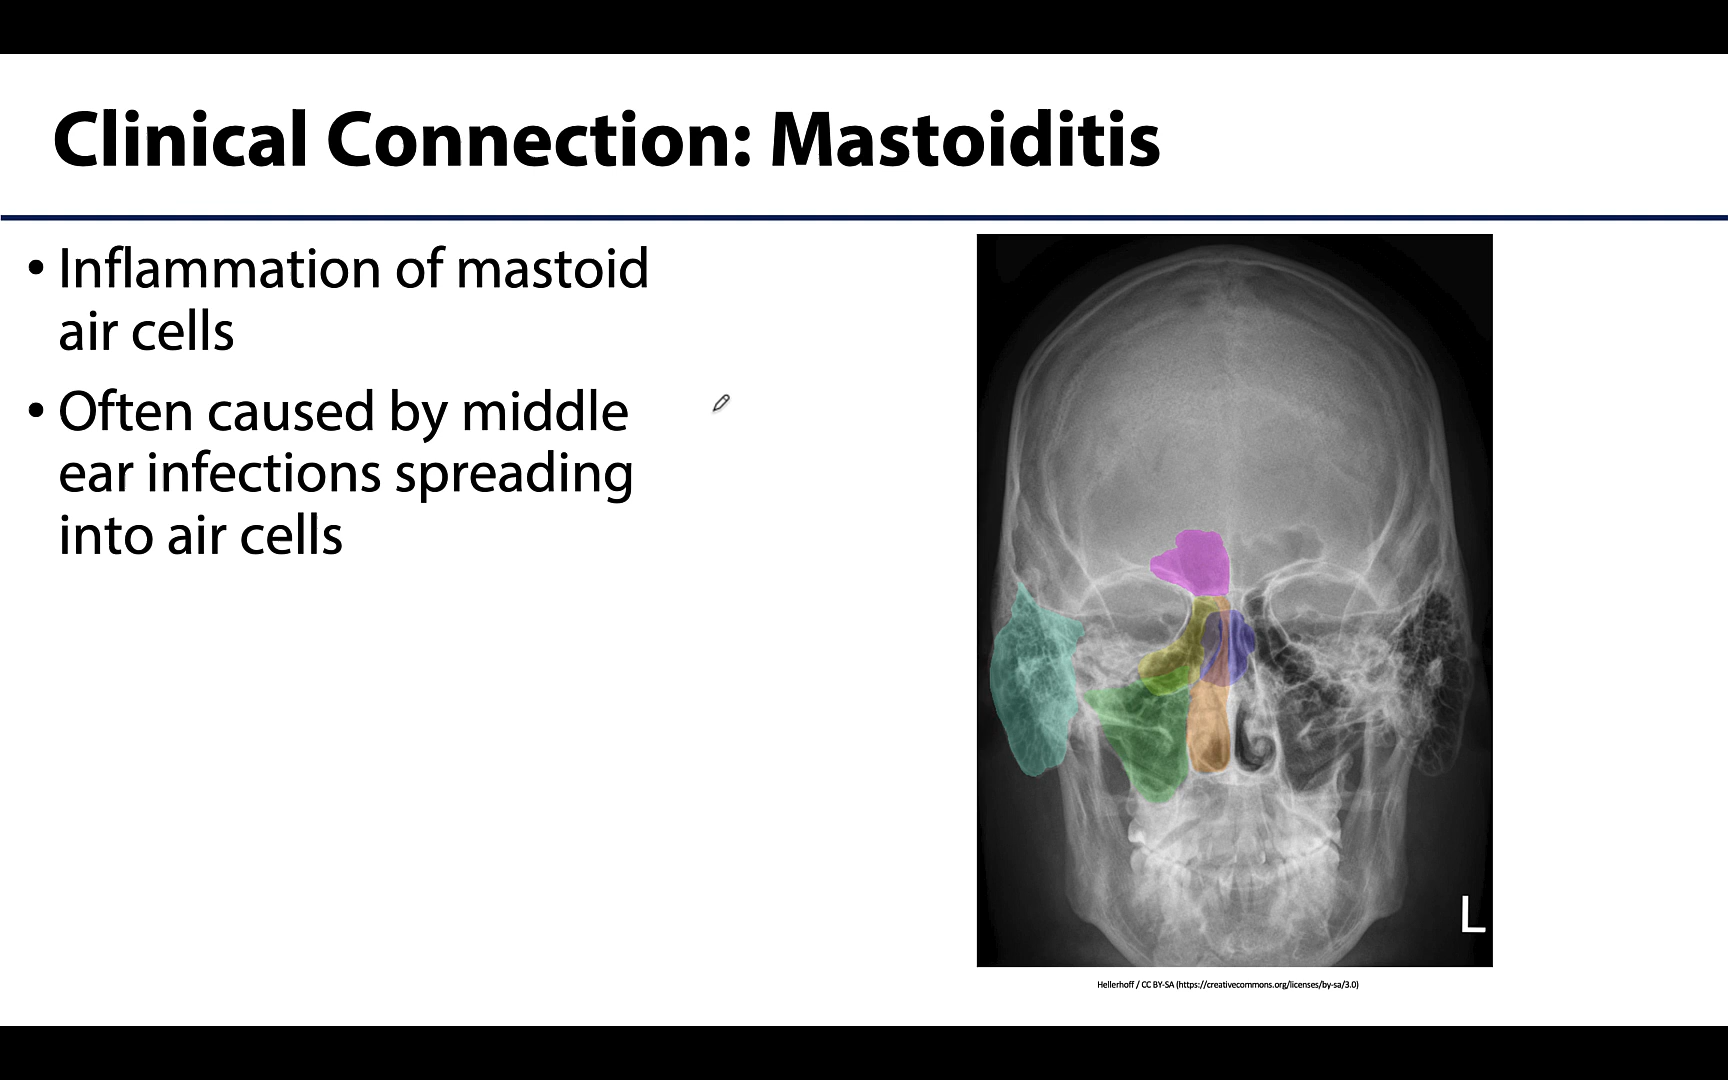 Clinical Connection: Mastoiditis
• Inflammation of mastoid
air cells
• Often caused by middle
ear infections spreading
into air cells
L
Hellerhoff / CC BY-SA (https://creativecommons.org/licenses/by-sa/3.0)